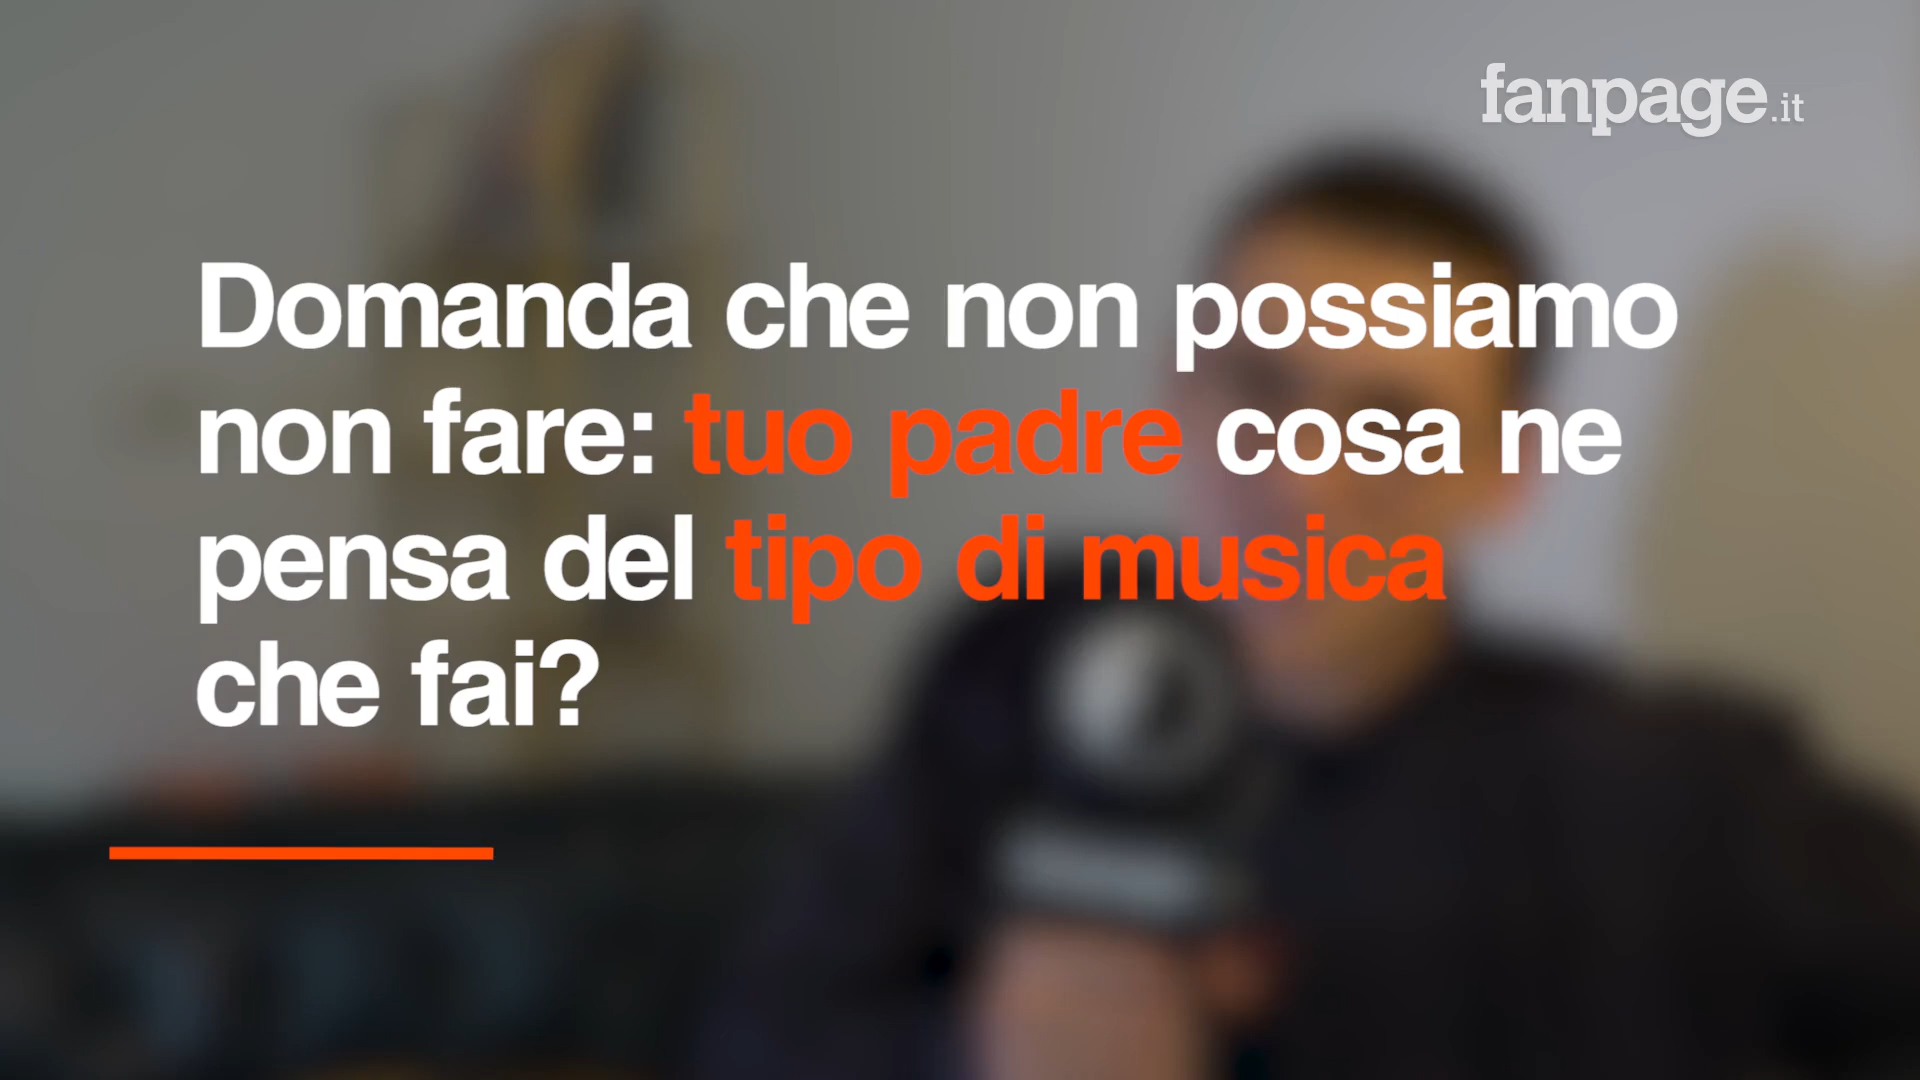 fanpage.it
Domanda che non possiamo
non fare: tuo padre cosa ne
pensa del tipo di musica
che fai?